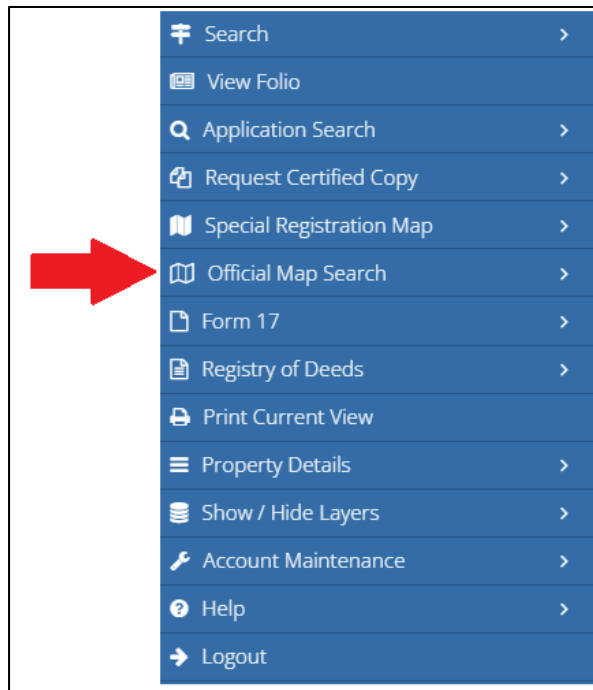 Search
View Folio
Application Search
Request Certified Copy
Special Registration Map
Official Map Search
Form 17
Registry of Deeds
Print Current View
Property Details
Show / Hide Layers
Account Maintenance
Help
Logout